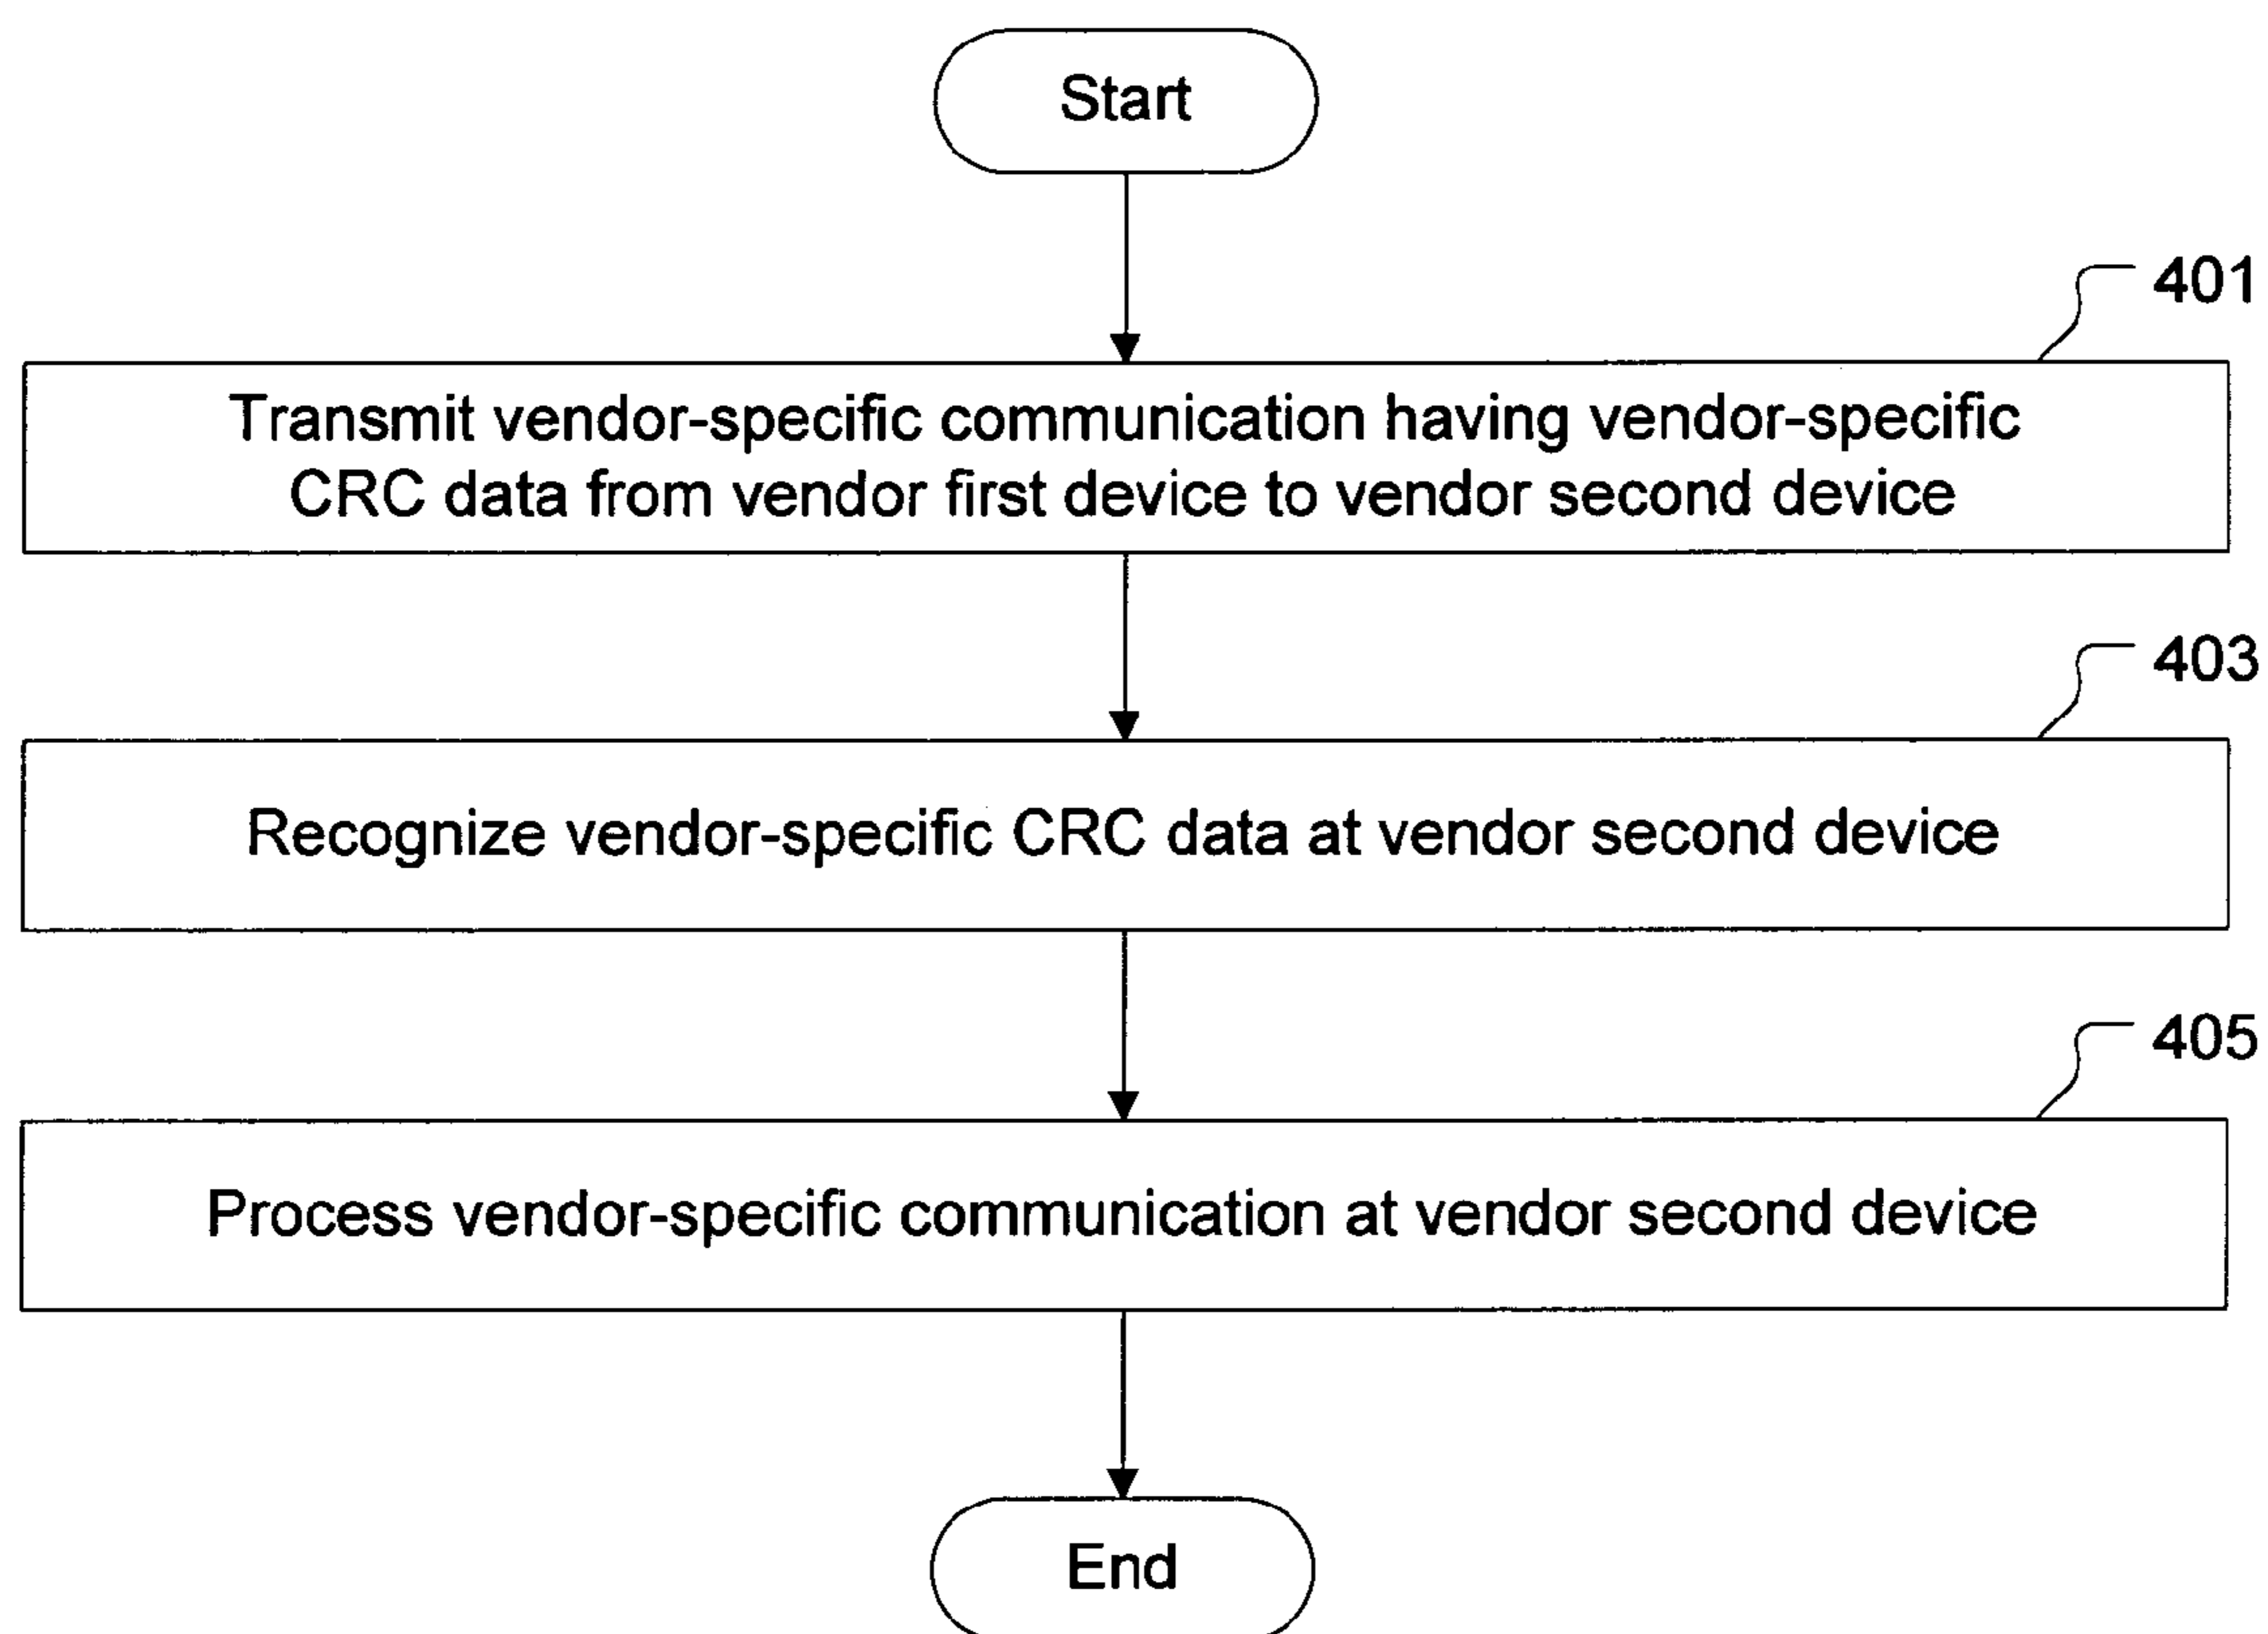 Start
401
Transmit vendor-specific communication having vendor-specific
CRC data from vendor first device to vendor second device
403
Recognize vendor-specific CRC data at vendor second device
405
Process vendor-specific communication at vendor second device
End